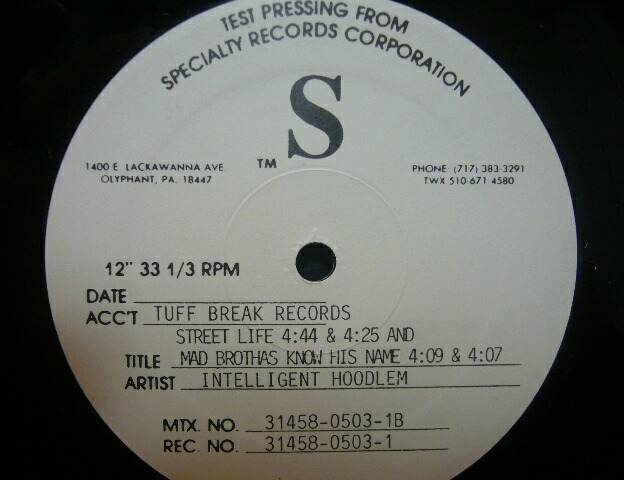 TEST PRESSING FROM
SPECIALTY RECORDS CORPORATION
S
TM
1400 E. LACKAWANNA AVE
OLYPHANT, PA. 18447
PHONE: (717) 383-3291
TWX 510-671-4580
12" 33 1/3 RPM
DATE
ACC'T TUFF BREAK RECORDS
STREET LIFE 4:44 & 4:25 AND
TITLE MAD BROTHAS KNOW HIS NAME 4:09 & 4:07
ARTIST INTELLIGENT HOODLEM
MTX. NO. 31458-0503-1B
REC. NO. 31458-0503-1